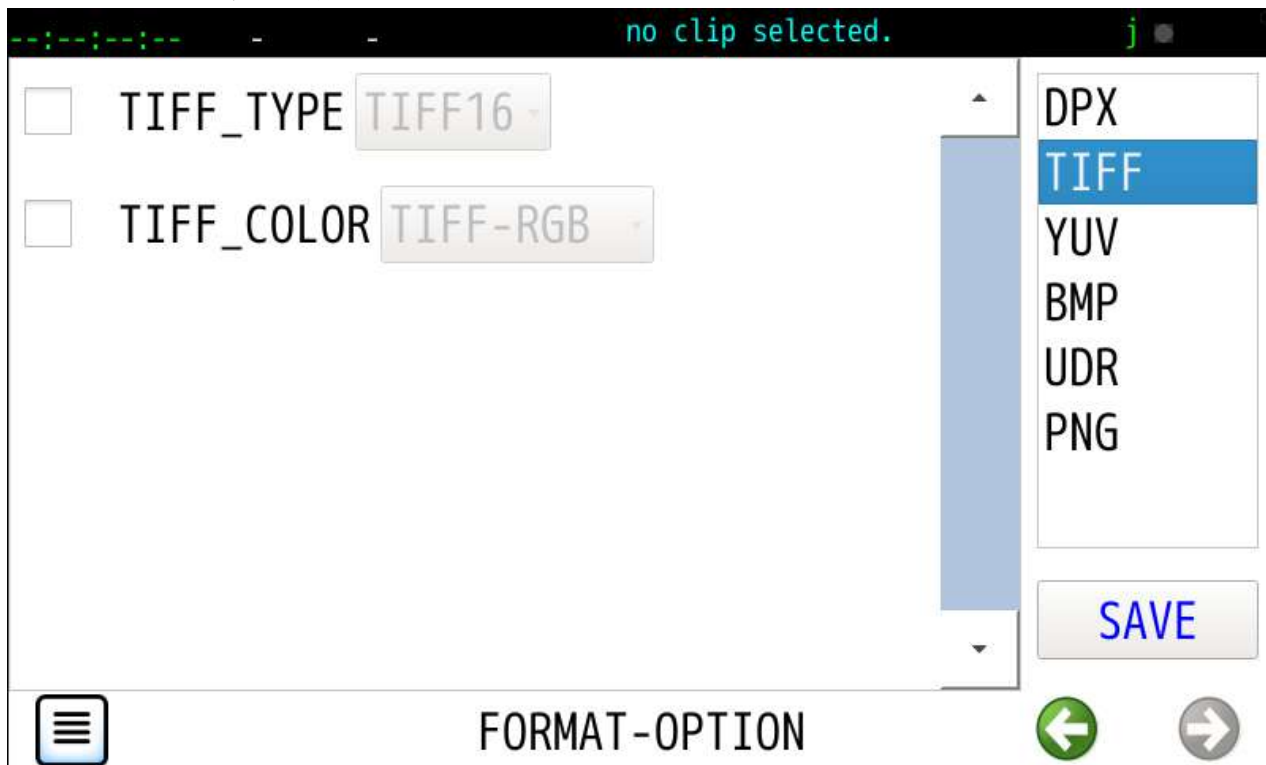 --:--:--:-- - - no clip selected. j
TIFF_TYPE TIFF16
TIFF_COLOR TIFF-RGB
DPX
TIFF
YUV
BMP
UDR
PNG
SAVE
FORMAT-OPTION